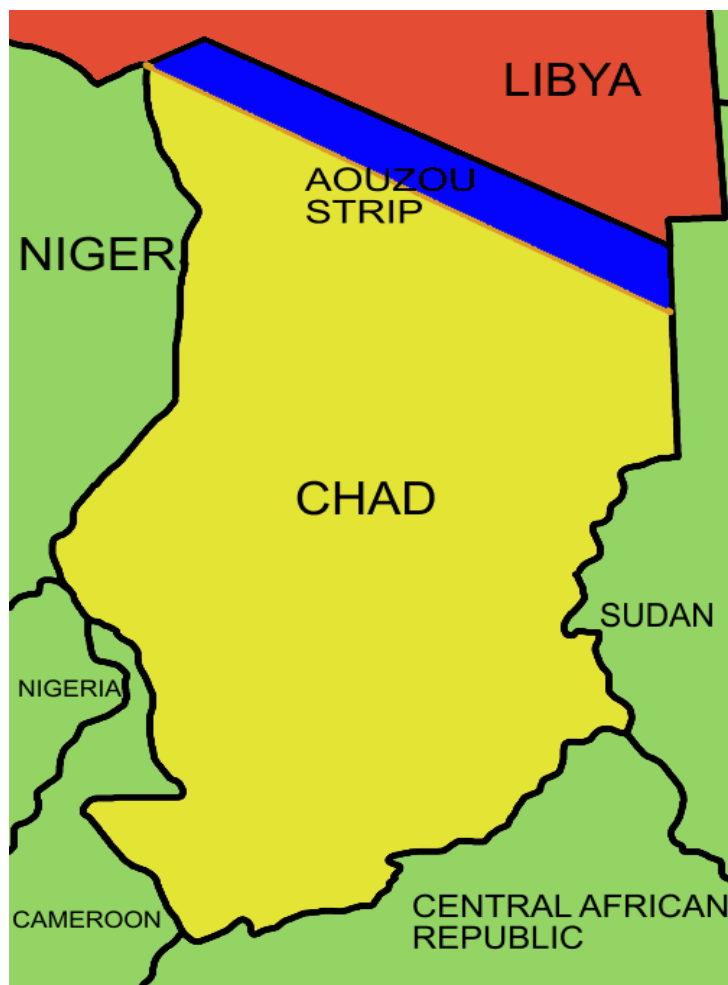 LIBYA
AOUZOU
STRIP
NIGER
CHAD
SUDAN
NIGERIA
CAMEROON
CENTRAL AFRICAN
REPUBLIC